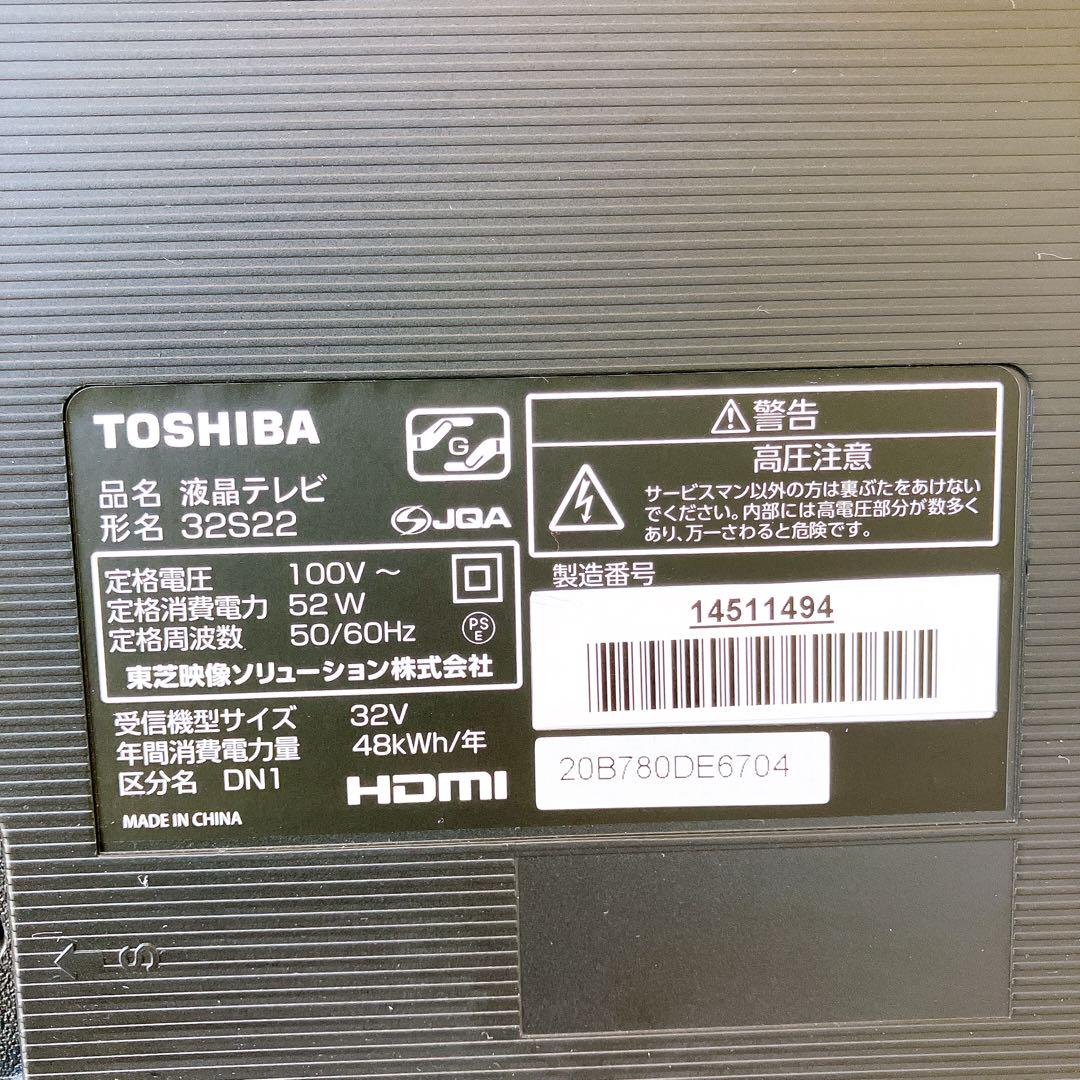 TOSHIBA
G
品名 液晶テレビ
形名 32S22
JQA
定格電圧 100V ～
定格消費電力 52W
定格周波数 50/60Hz
PS
E
東芝映像ソリューション株式会社
受信機型サイズ 32V
年間消費電力量 48kWh/年
区分名 DN1
HDMI
MADE IN CHINA
警告
高圧注意
サービスマン以外の方は裏ぶたをあけない
でください。内部には高電圧部分が数多く
あり、万一さわると危険です。
製造番号
14511494
20B780DE6704